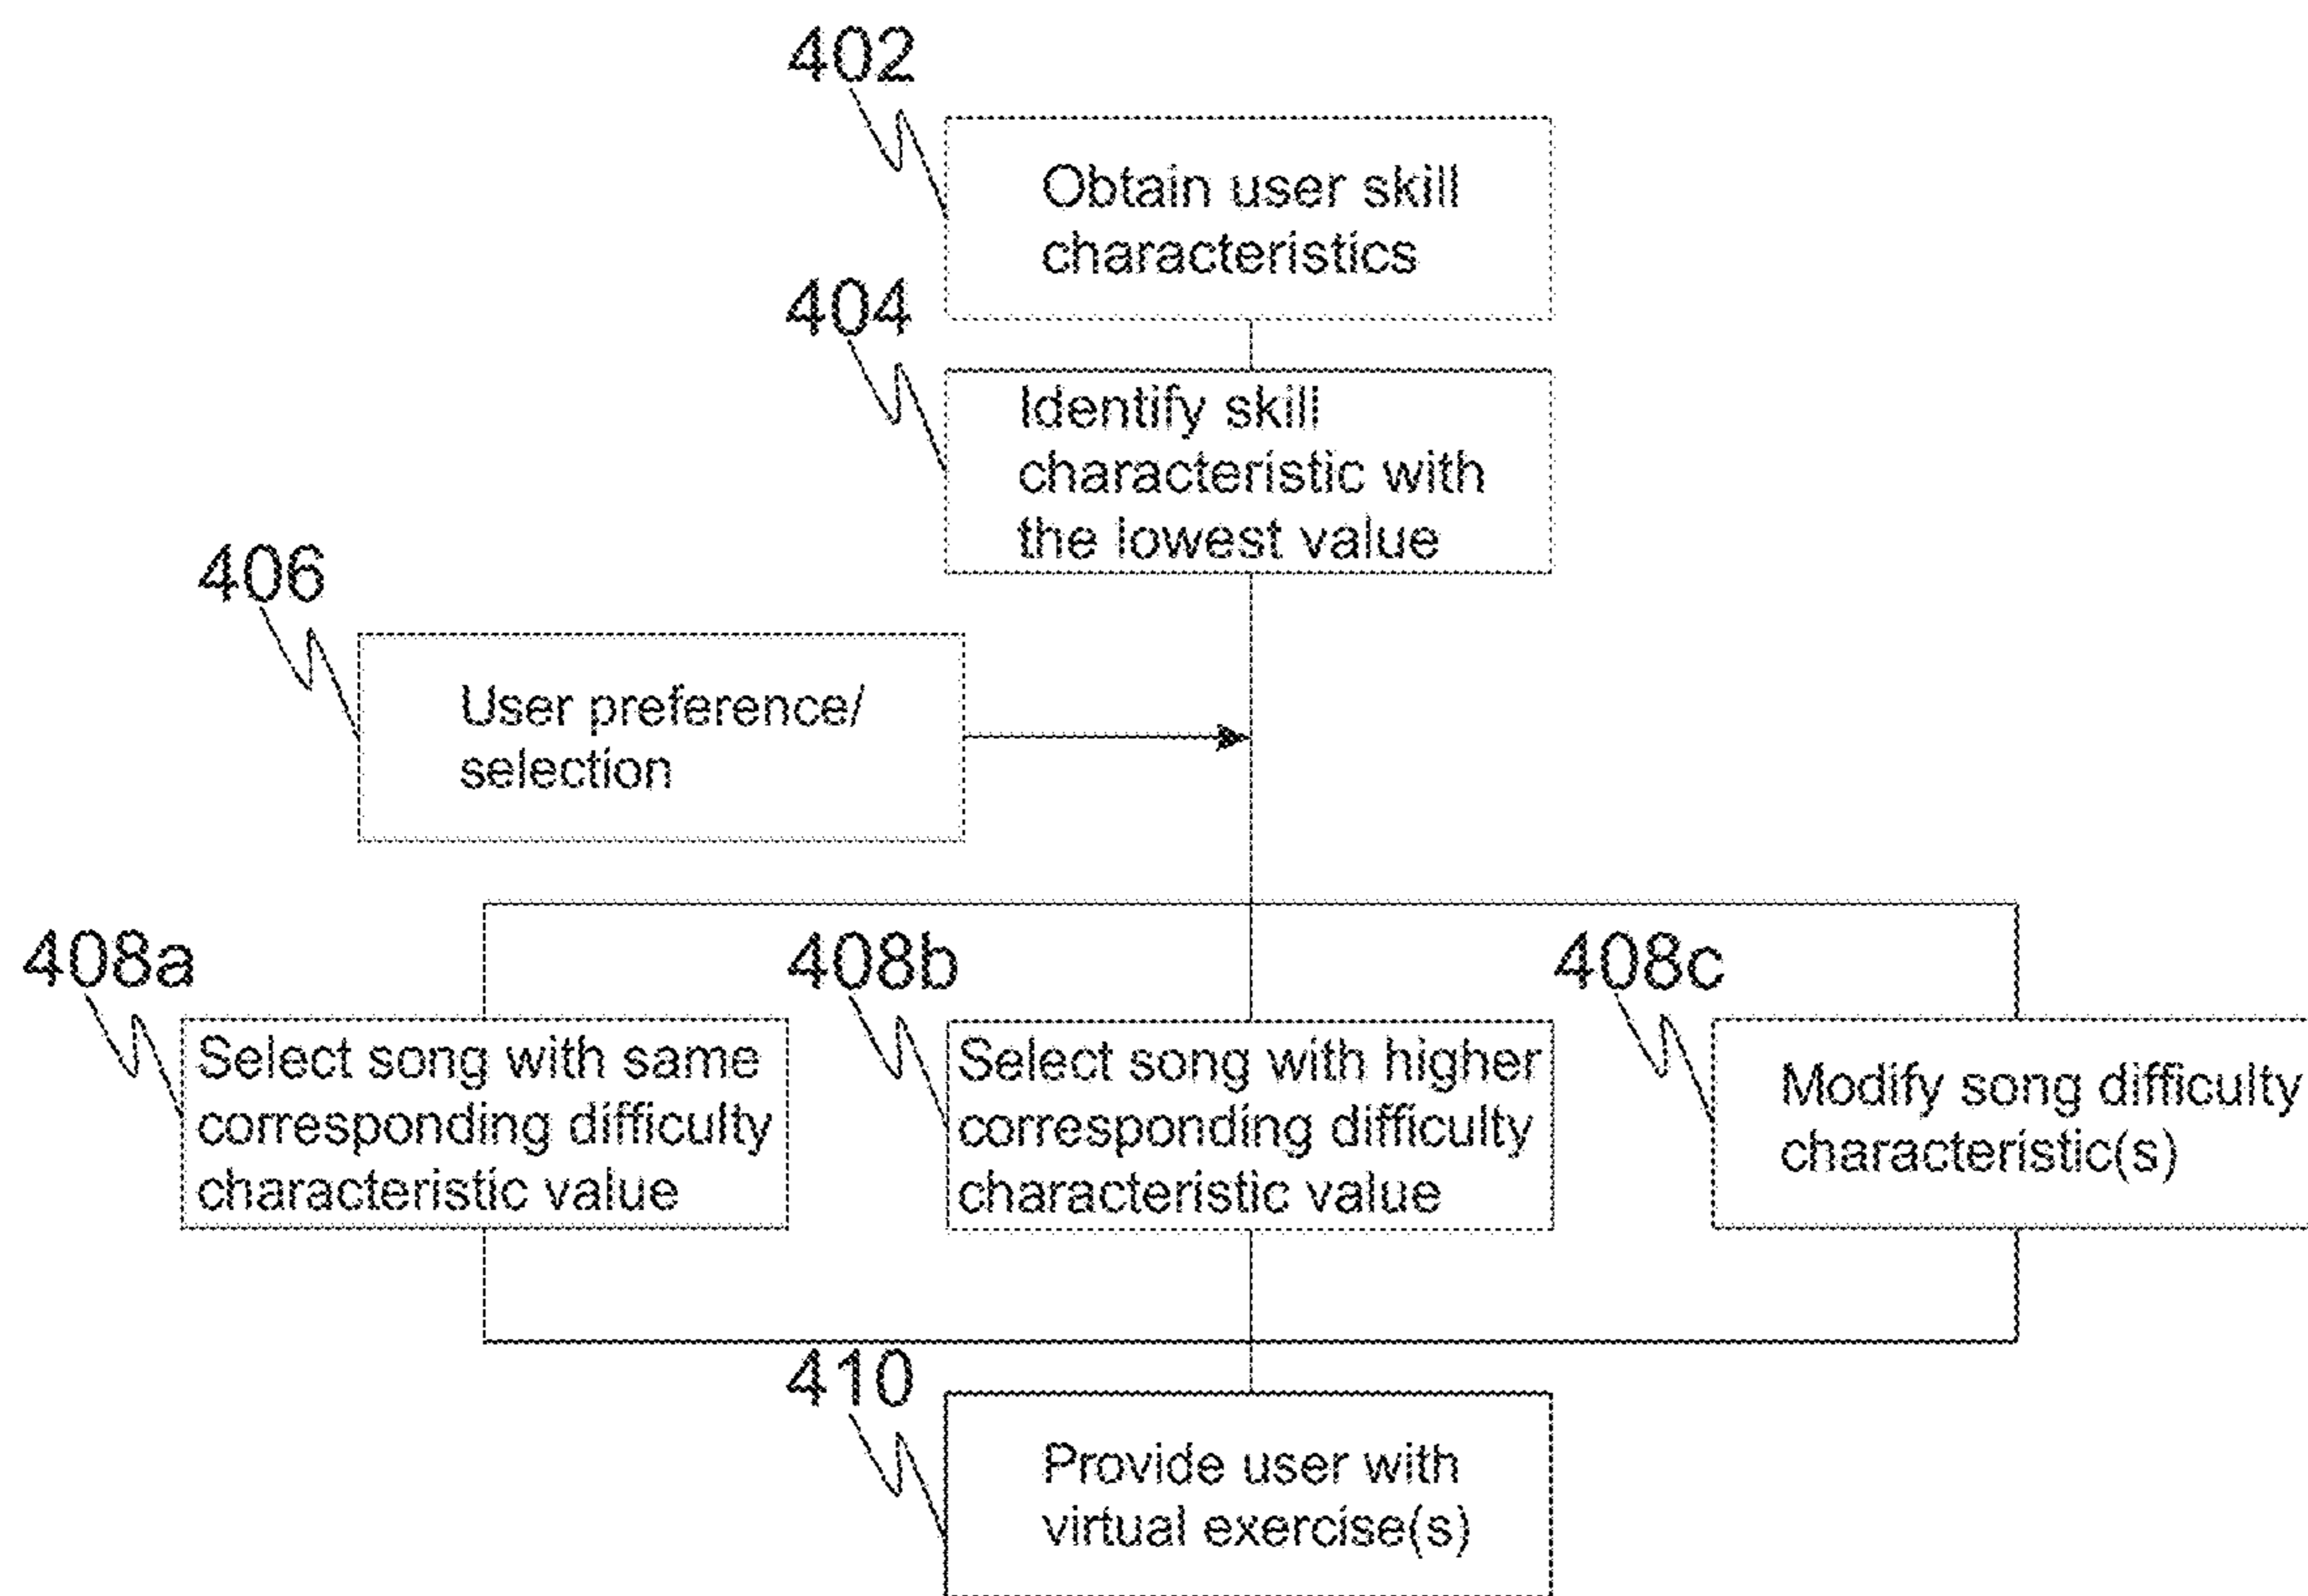 402
Obtain user skill
characteristics
404
Identify skill
characteristic with
the lowest value
406
User preference/
selection
408a
Select song with same
corresponding difficulty
characteristic value
408b
Select song with higher
corresponding difficulty
characteristic value
408c
Modify song difficulty
characteristic(s)
410
Provide user with
virtual exercise(s)